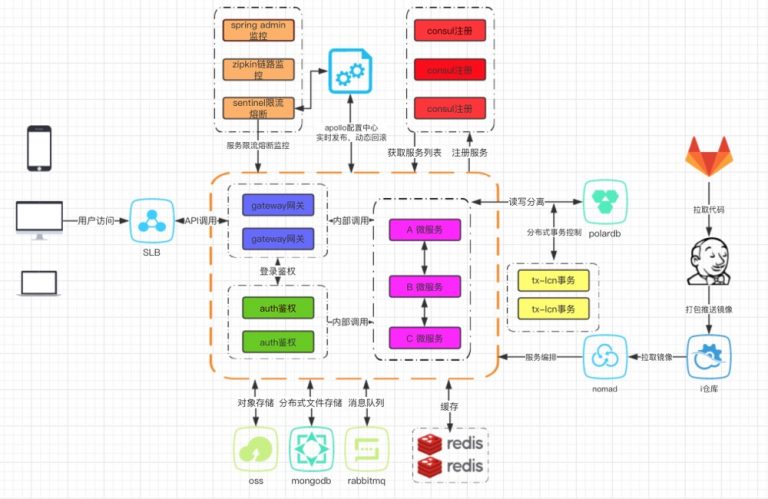 spring admin
监控
zipkin链路监
控
sentinel限流
熔断
apollo配置中心
实时发布，动态回滚
consul注册
consul注册
consul注册
服务限流熔断监控
获取服务列表
注册服务
用户访问
SLB
API调用
gateway网关
gateway网关
内部调用
登录鉴权
auth鉴权
auth鉴权
内部调用
A 微服务
B 微服务
C 微服务
读写分离
polardb
分布式事务控制
tx-lcn事务
tx-lcn事务
拉取代码
打包推送镜像
i仓库
拉取镜像
nomad
服务编排
对象存储
分布式文件存储
消息队列
缓存
oss
mongodb
rabbitmq
redis
redis